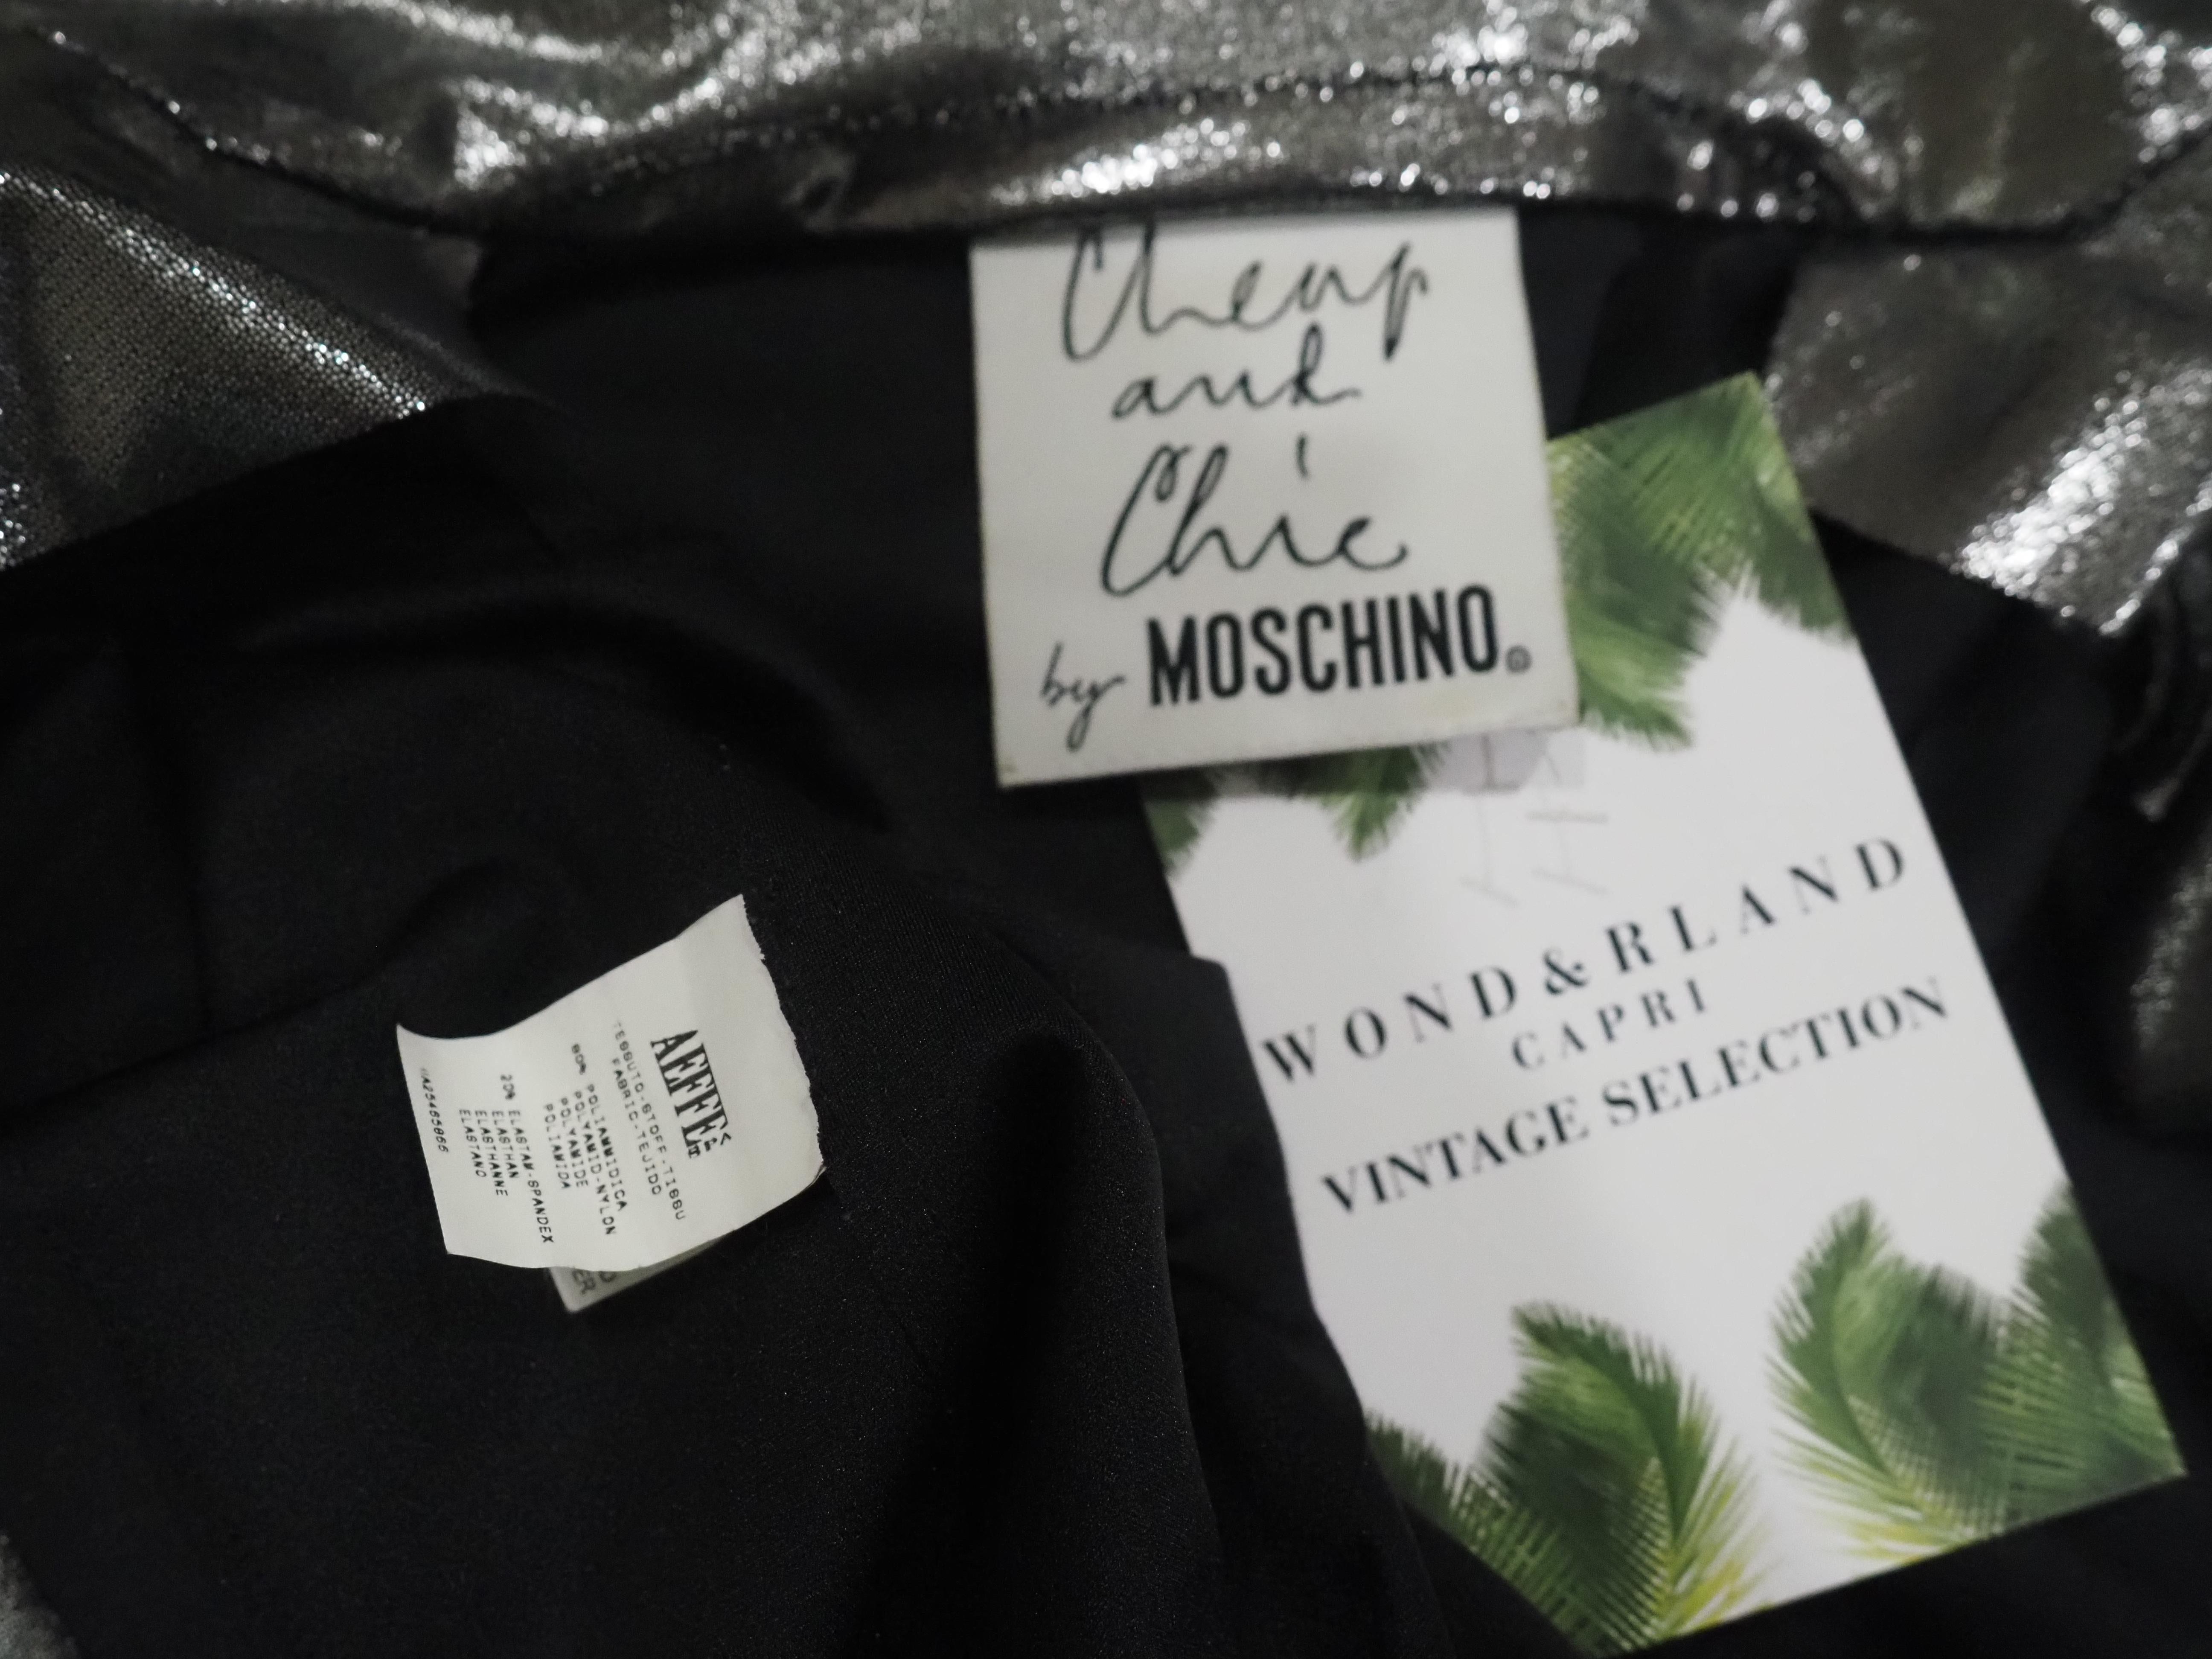 Cheap
and
Chic
by MOSCHINO®
WOND&RLAND
CAPRI
VINTAGE SELECTION
AEFFE
TESSUTO-STOFF-TISSU
FABRIC-TEJIDO
80% POLIAMMIDICA
POLYAMID-NYLON
POLYAMIDE
POLIAMIDA
20% ELASTAM-SPANDEX
ELASTHAN
ELASTHANNE
ELASTANO